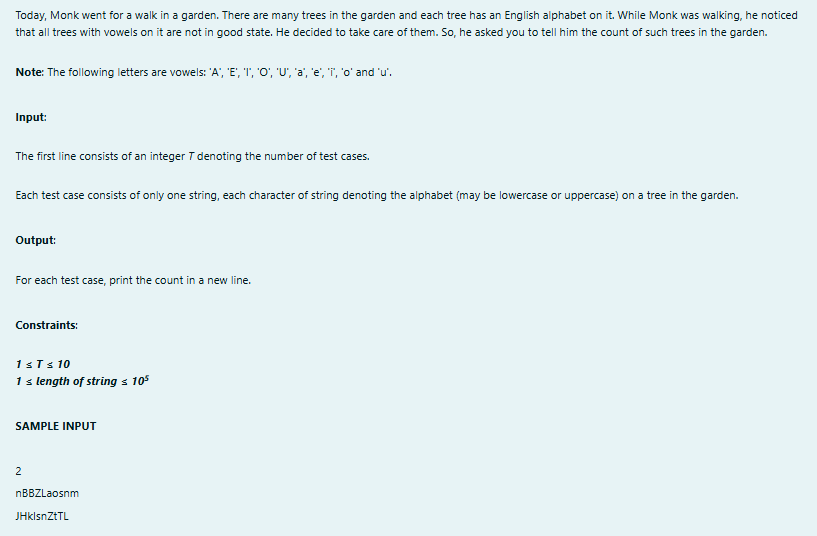 Today, Monk went for a walk in a garden. There are many trees in the garden and each tree has an English alphabet on it. While Monk was walking, he noticed
that all trees with vowels on it are not in good state. He decided to take care of them. So, he asked you to tell him the count of such trees in the garden.
Note: The following letters are vowels: 'A', 'E', 'I', 'O', 'U', 'a', 'e', 'i', 'o' and 'u'.
Input:
The first line consists of an integer T denoting the number of test cases.
Each test case consists of only one string, each character of string denoting the alphabet (may be lowercase or uppercase) on a tree in the garden.
Output:
For each test case, print the count in a new line.
Constraints:
1 ≤ T ≤ 10
1 ≤ length of string ≤ 10⁵
SAMPLE INPUT
2
nBBZLaosnm
JHkIsnZtTL